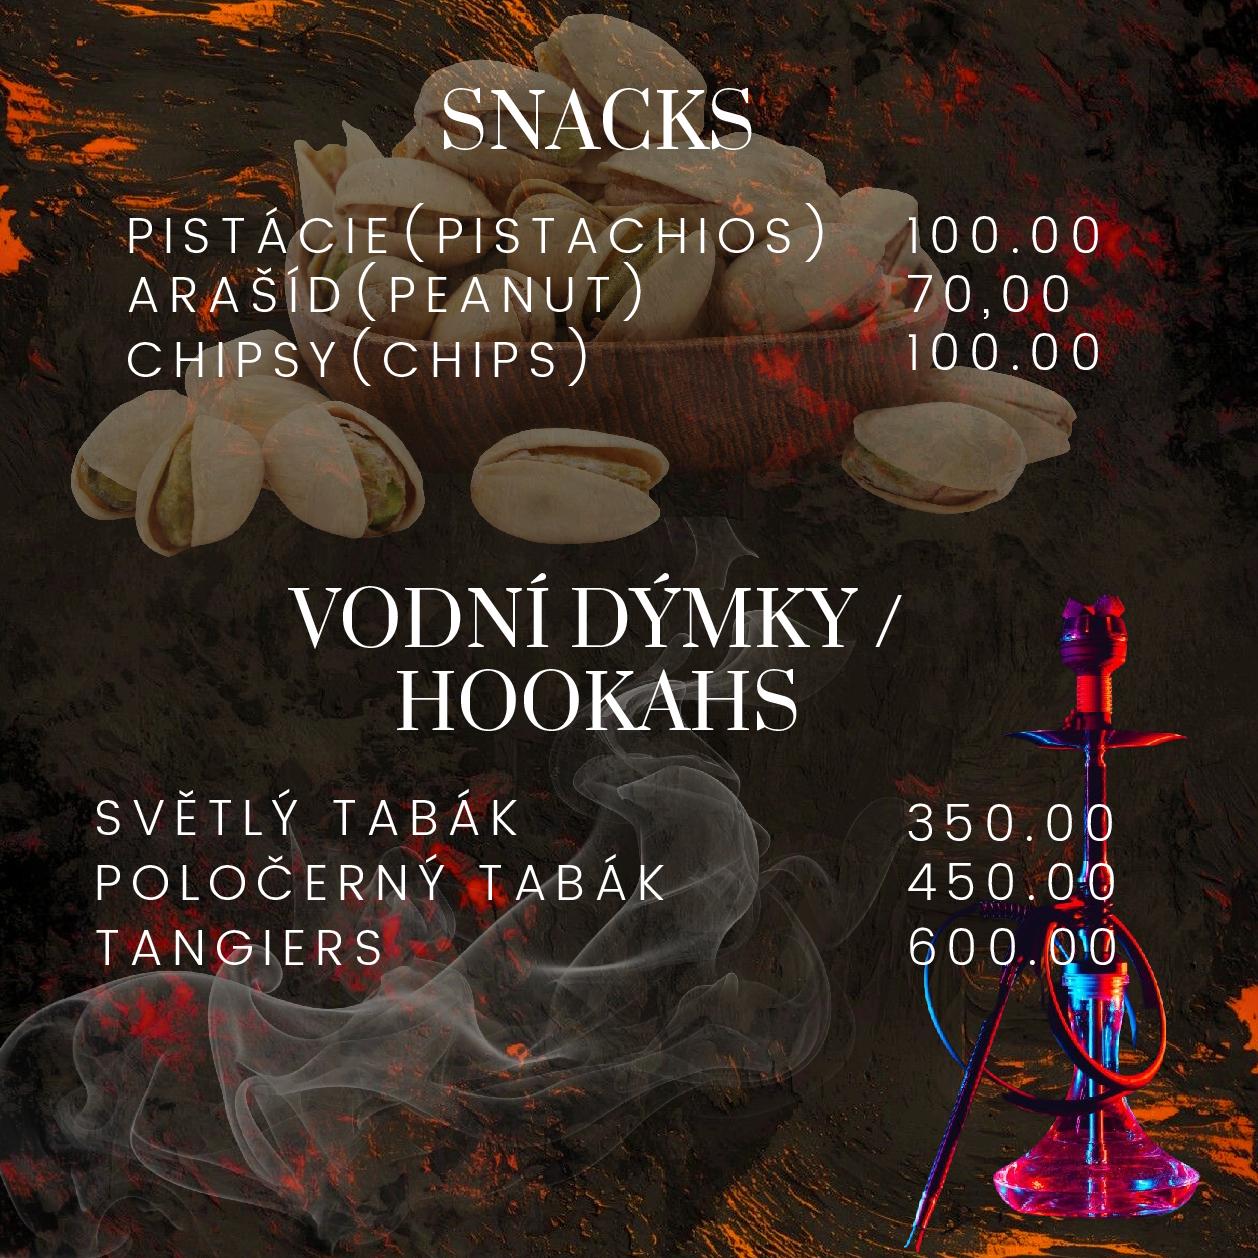 SNACKS
PISTÁCIE(PISTACHIOS) 100.00
ARAŠÍD(PEANUT) 70,00
CHIPSY(CHIPS) 100.00
VODNÍ DÝMKY /
HOOKAHS
SVĚTLÝ TABÁK 350.00
POLOČERNÝ TABÁK 450.00
TANGIERS 600.00